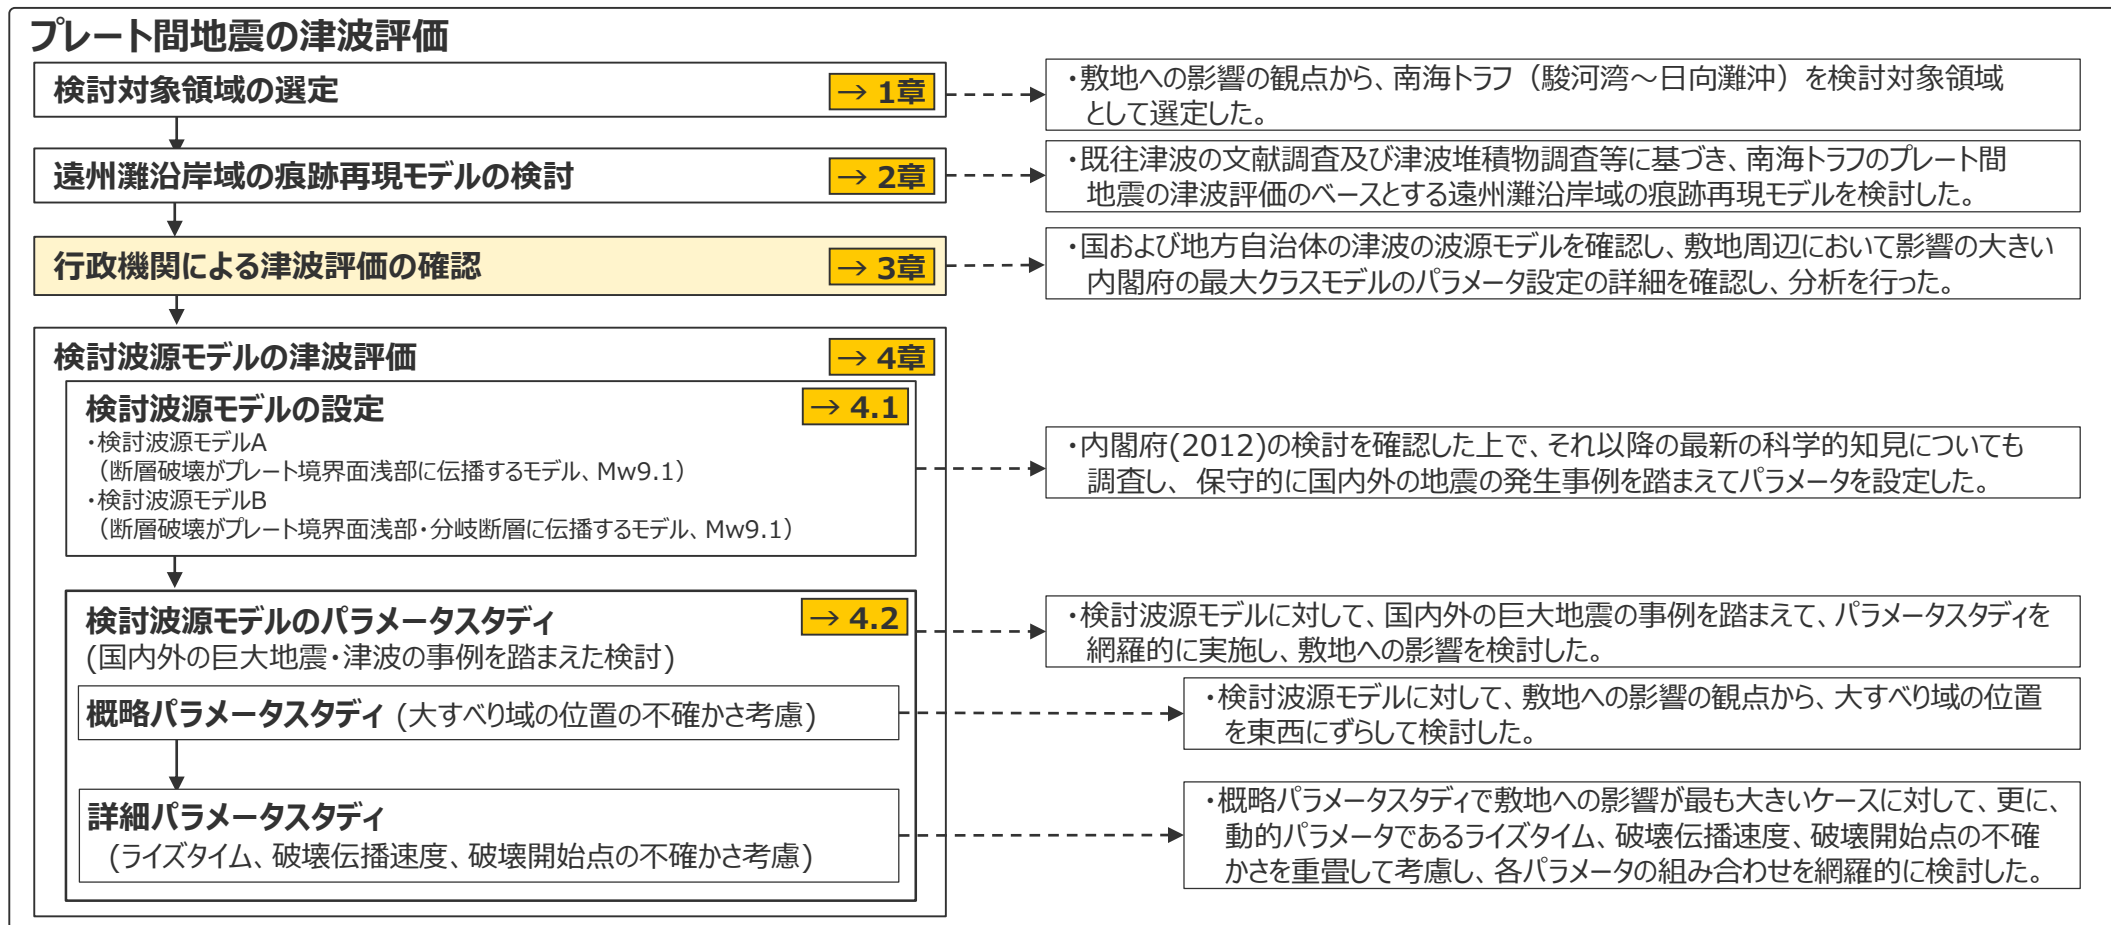 プレート間地震の津波評価
検討対象領域の選定
→ 1章
・敷地への影響の観点から、南海トラフ（駿河湾～日向灘沖）を検討対象領域
として選定した。
遠州灘沿岸域の痕跡再現モデルの検討
→ 2章
・既往津波の文献調査及び津波堆積物調査等に基づき、南海トラフのプレート間
地震の津波評価のベースとする遠州灘沿岸域の痕跡再現モデルを検討した。
行政機関による津波評価の確認
→ 3章
・国および地方自治体の津波の波源モデルを確認し、敷地周辺において影響の大きい
内閣府の最大クラスモデルのパラメータ設定の詳細を確認し、分析を行った。
検討波源モデルの津波評価
→ 4章
検討波源モデルの設定
→ 4.1
・検討波源モデルA
（断層破壊がプレート境界面浅部に伝播するモデル、Mw9.1）
・検討波源モデルB
（断層破壊がプレート境界面浅部・分岐断層に伝播するモデル、Mw9.1）
・内閣府(2012)の検討を確認した上で、それ以降の最新の科学的知見についても
調査し、保守的に国内外の地震の発生事例を踏まえてパラメータを設定した。
検討波源モデルのパラメータスタディ
→ 4.2
(国内外の巨大地震・津波の事例を踏まえた検討)
・検討波源モデルに対して、国内外の巨大地震の事例を踏まえて、パラメータスタディを
網羅的に実施し、敷地への影響を検討した。
概略パラメータスタディ (大すべり域の位置の不確かさ考慮)
・検討波源モデルに対して、敷地への影響の観点から、大すべり域の位置
を東西にずらして検討した。
詳細パラメータスタディ
(ライズタイム、破壊伝播速度、破壊開始点の不確かさ考慮)
・概略パラメータスタディで敷地への影響が最も大きいケースに対して、更に、
動的パラメータであるライズタイム、破壊伝播速度、破壊開始点の不確
かさを重畳して考慮し、各パラメータの組み合わせを網羅的に検討した。